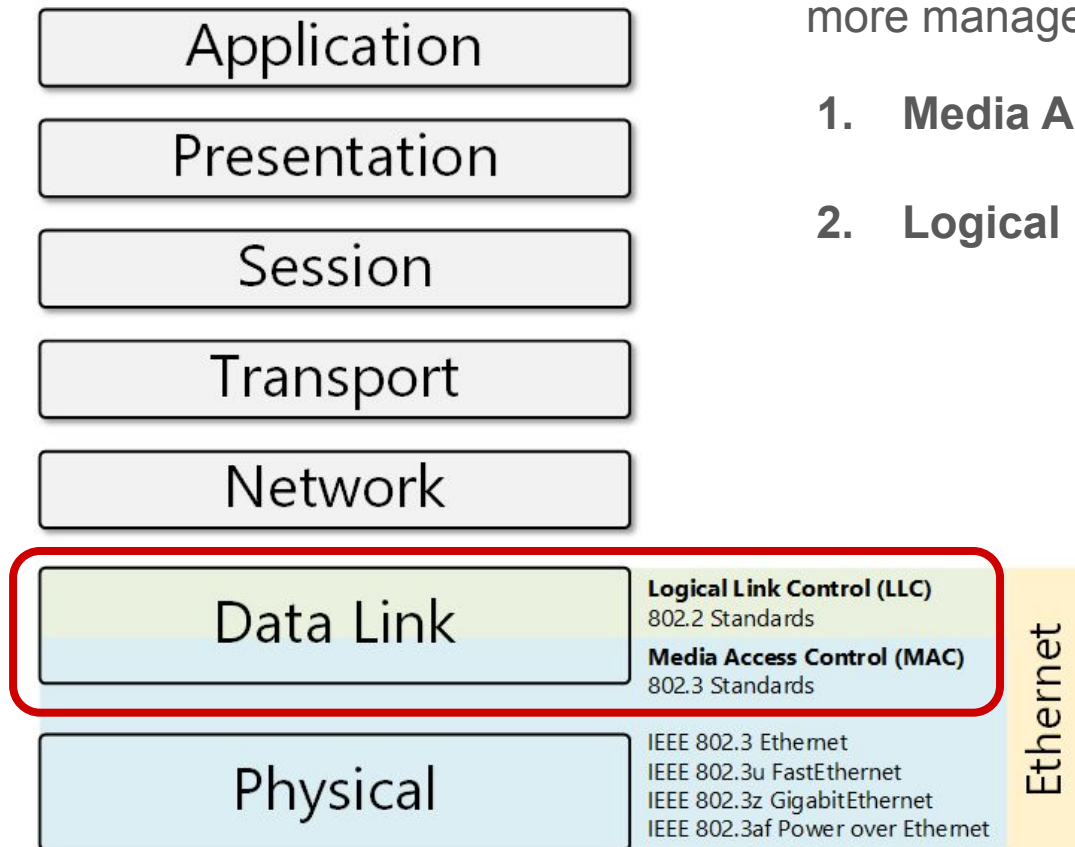 more manage
1. Media A
2. Logical
Application
Presentation
Session
Transport
Network
Data Link
Logical Link Control (LLC)
802.2 Standards
Media Access Control (MAC)
802.3 Standards
Physical
IEEE 802.3 Ethernet
IEEE 802.3u FastEthernet
IEEE 802.3z GigabitEthernet
IEEE 802.3af Power over Ethernet
Ethernet